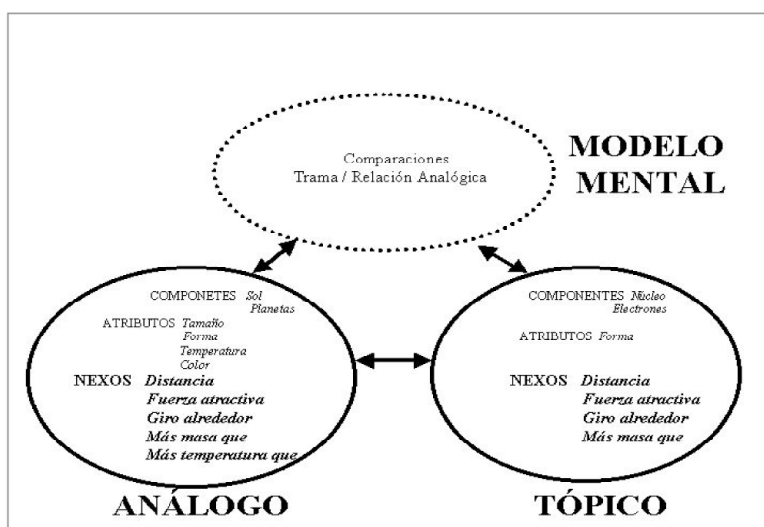 Comparaciones
Trama / Relación Analógica
MODELO
MENTAL
COMPONETES Sol
Planetas
ATRIBUTOS Tamaño
Forma
Temperatura
Color
NEXOS Distancia
Fuerza atractiva
Giro alrededor
Más masa que
Más temperatura que
ANÁLOGO
COMPONENTES Núcleo
Electrones
ATRIBUTOS Forma
NEXOS Distancia
Fuerza atractiva
Giro alrededor
Más masa que
TÓPICO